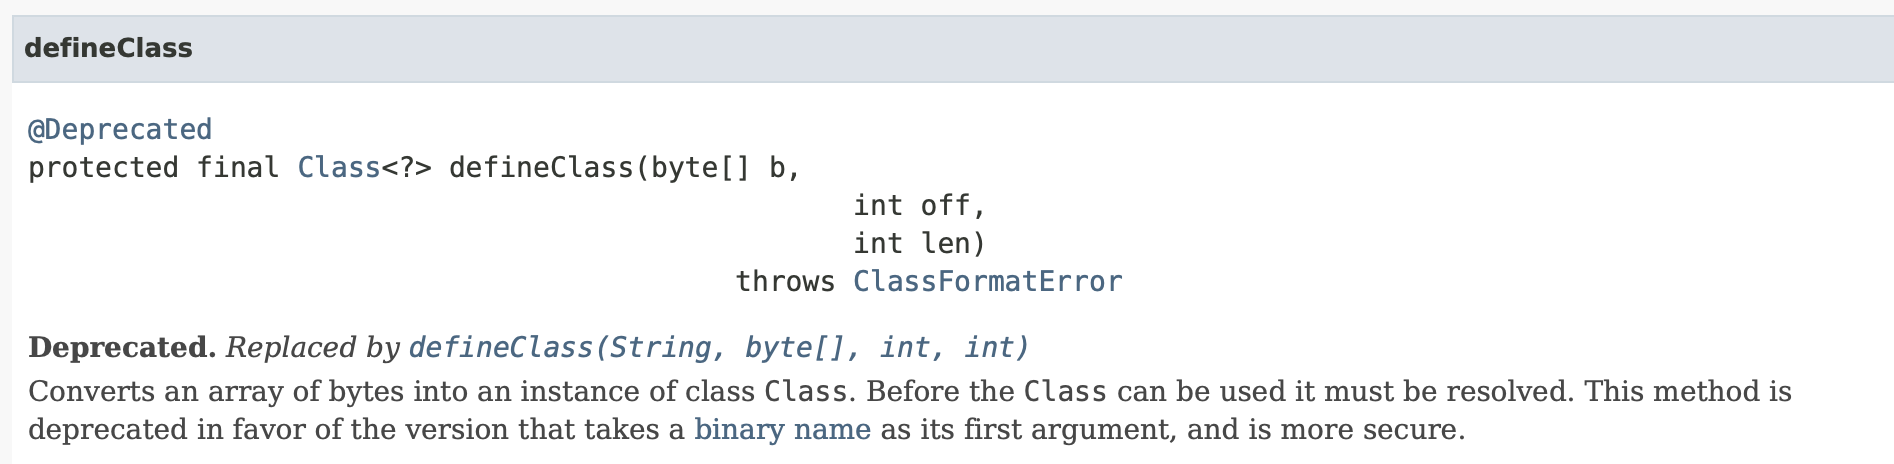 defineClass
@Deprecated
protected final Class<?> defineClass(byte[] b,
int off,
int len)
throws ClassFormatError
Deprecated. Replaced by defineClass(String, byte[], int, int)
Converts an array of bytes into an instance of class Class. Before the Class can be used it must be resolved. This method is
deprecated in favor of the version that takes a binary name as its first argument, and is more secure.